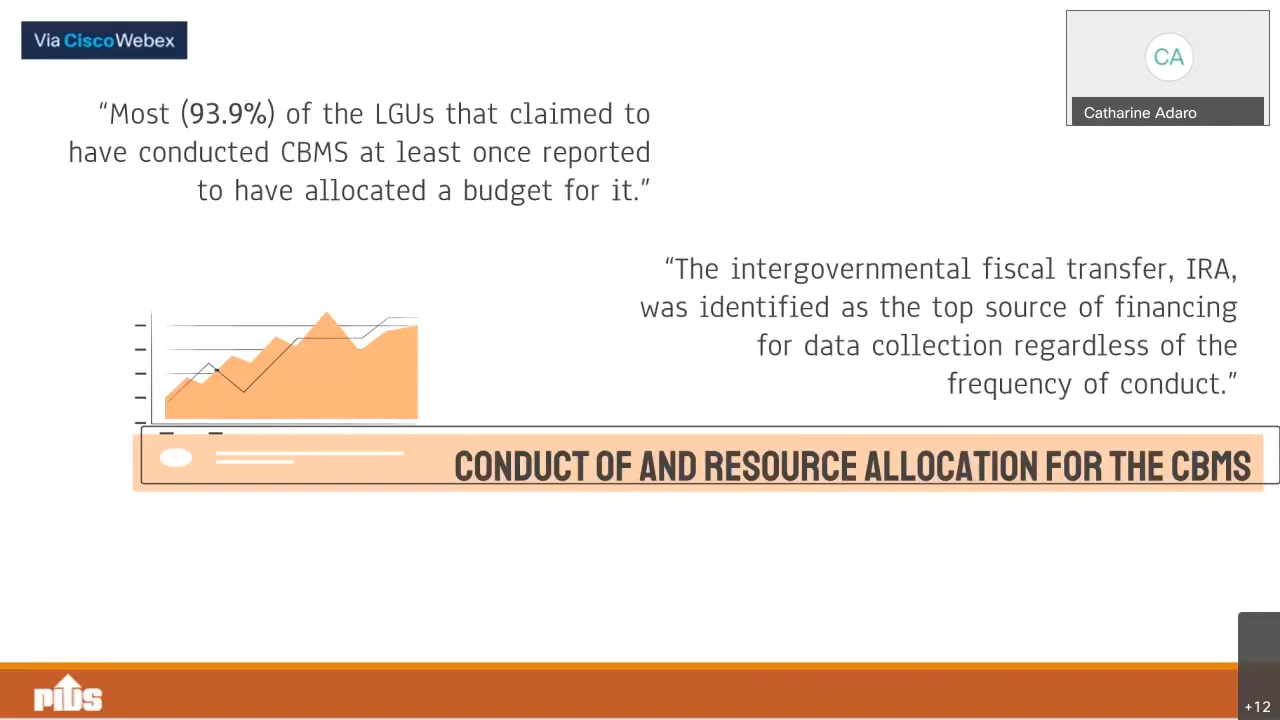 Via Cisco Webex
CA
Catharine Adaro
“Most (93.9%) of the LGUs that claimed to
have conducted CBMS at least once reported
to have allocated a budget for it.”
“The intergovernmental fiscal transfer, IRA,
was identified as the top source of financing
for data collection regardless of the
frequency of conduct.”
CONDUCT OF AND RESOURCE ALLOCATION FOR THE CBMS
pids
+12